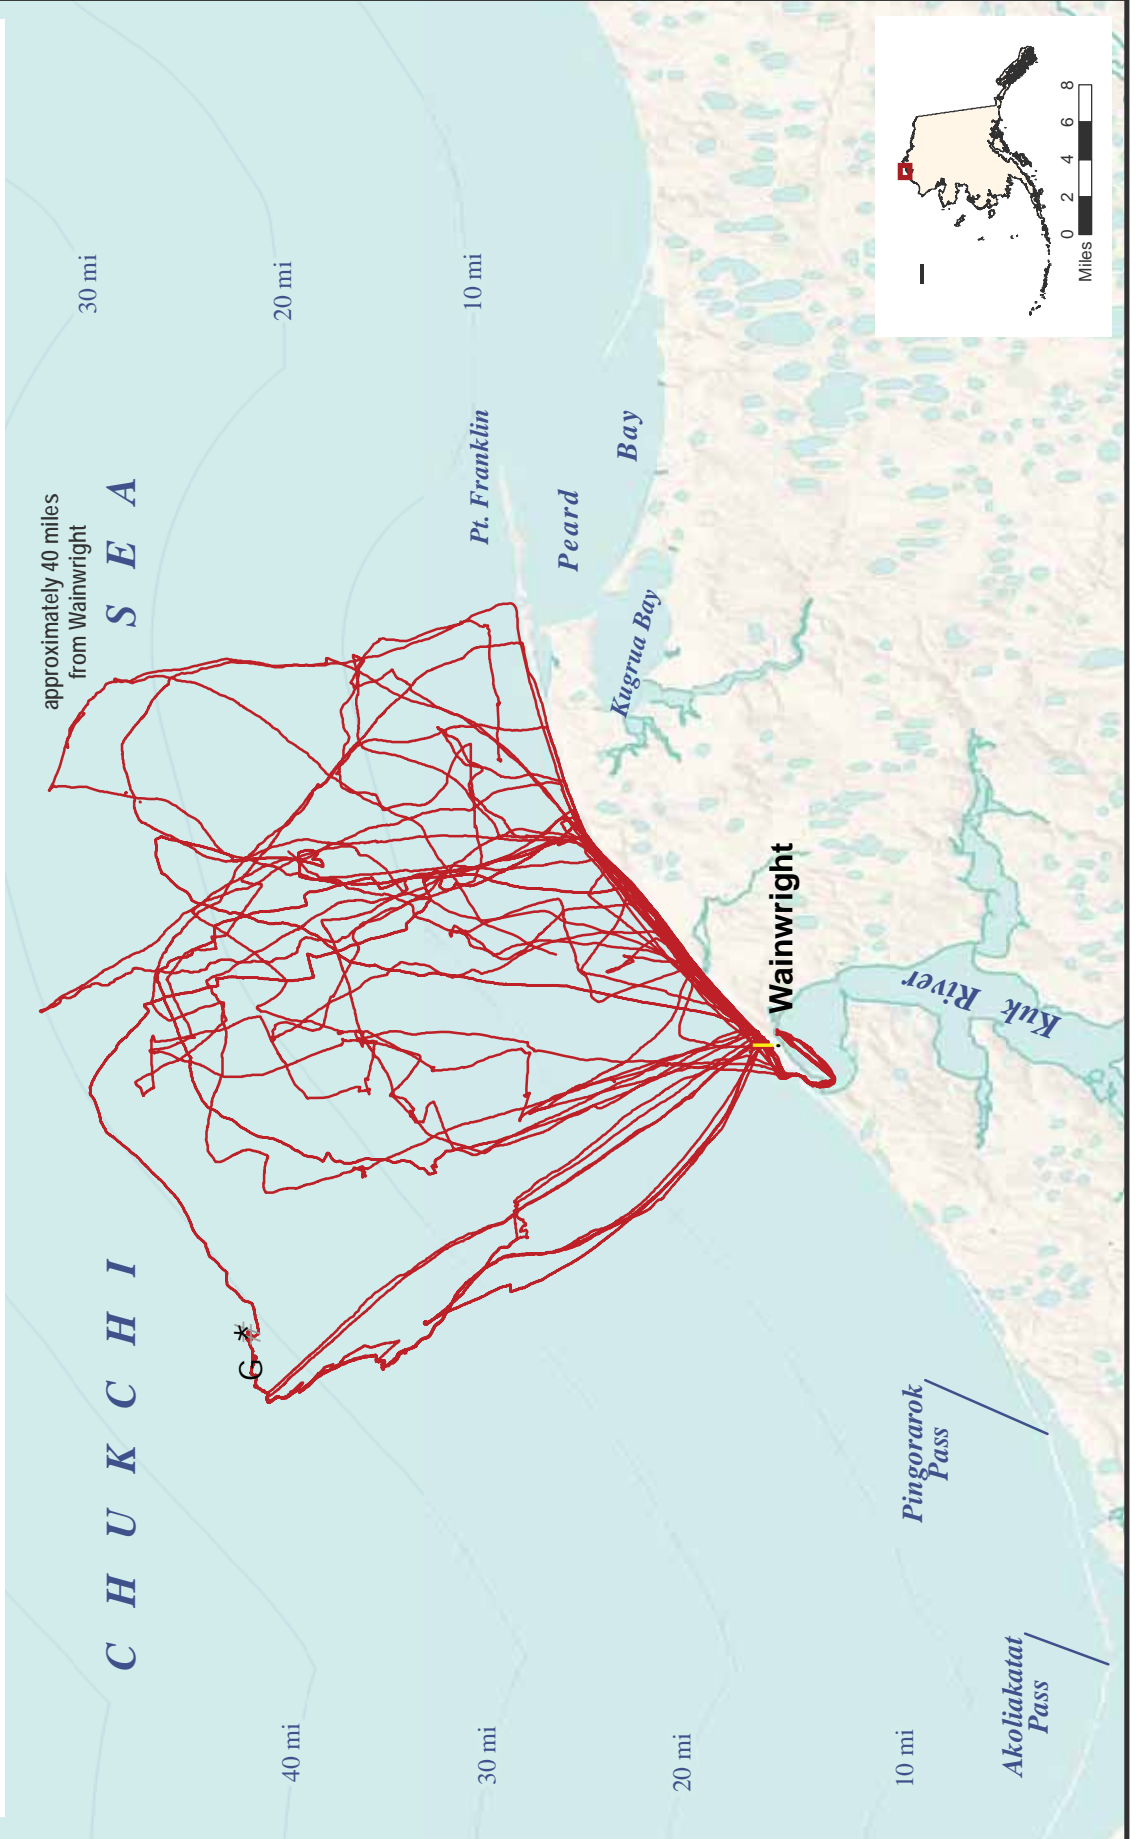 approximately 40 miles
from Wainwright
CHUKCHI SEA
30 mi
20 mi
10 mi
40 mi
30 mi
20 mi
10 mi
G *
Pt. Franklin
Peard
Bay
Kugrua Bay
Wainwright
Kuk River
Pingorarok
Pass
Akoliakatat
Pass
0 2 4 6 8
Miles